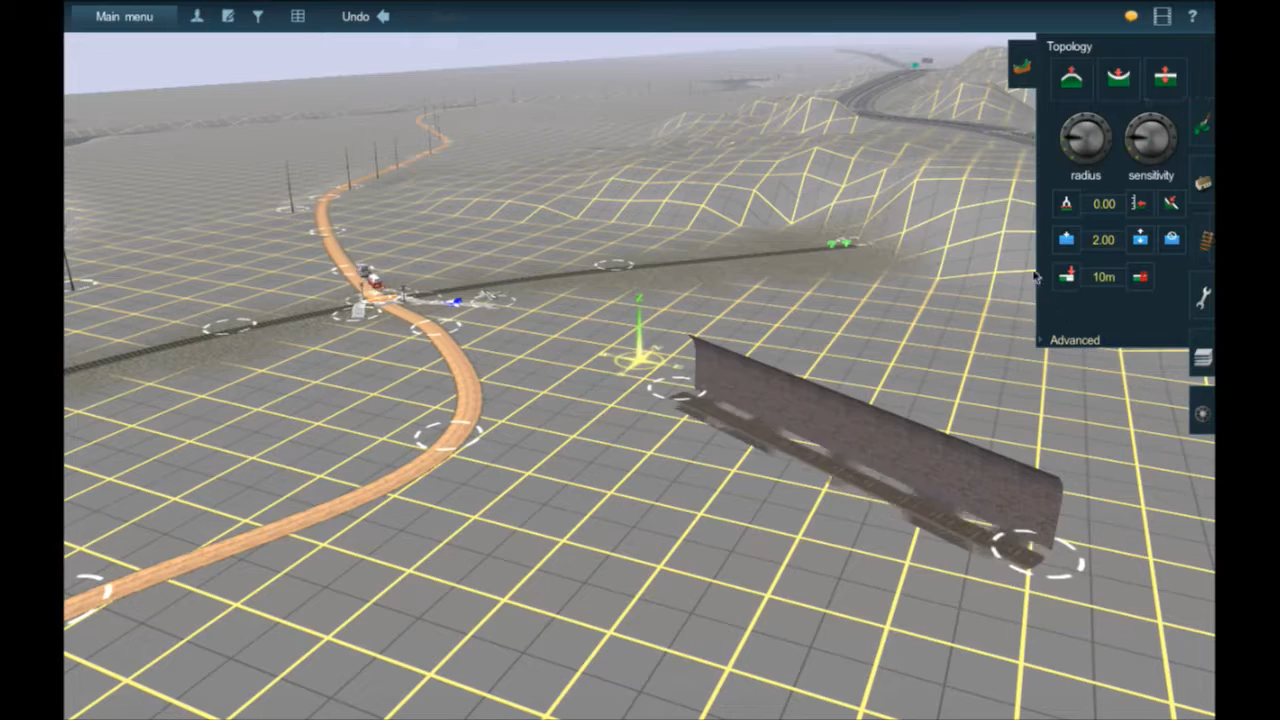 Main menu
Undo
?
Topology
radius
sensitivity
0.00
2.00
10m
Advanced
z